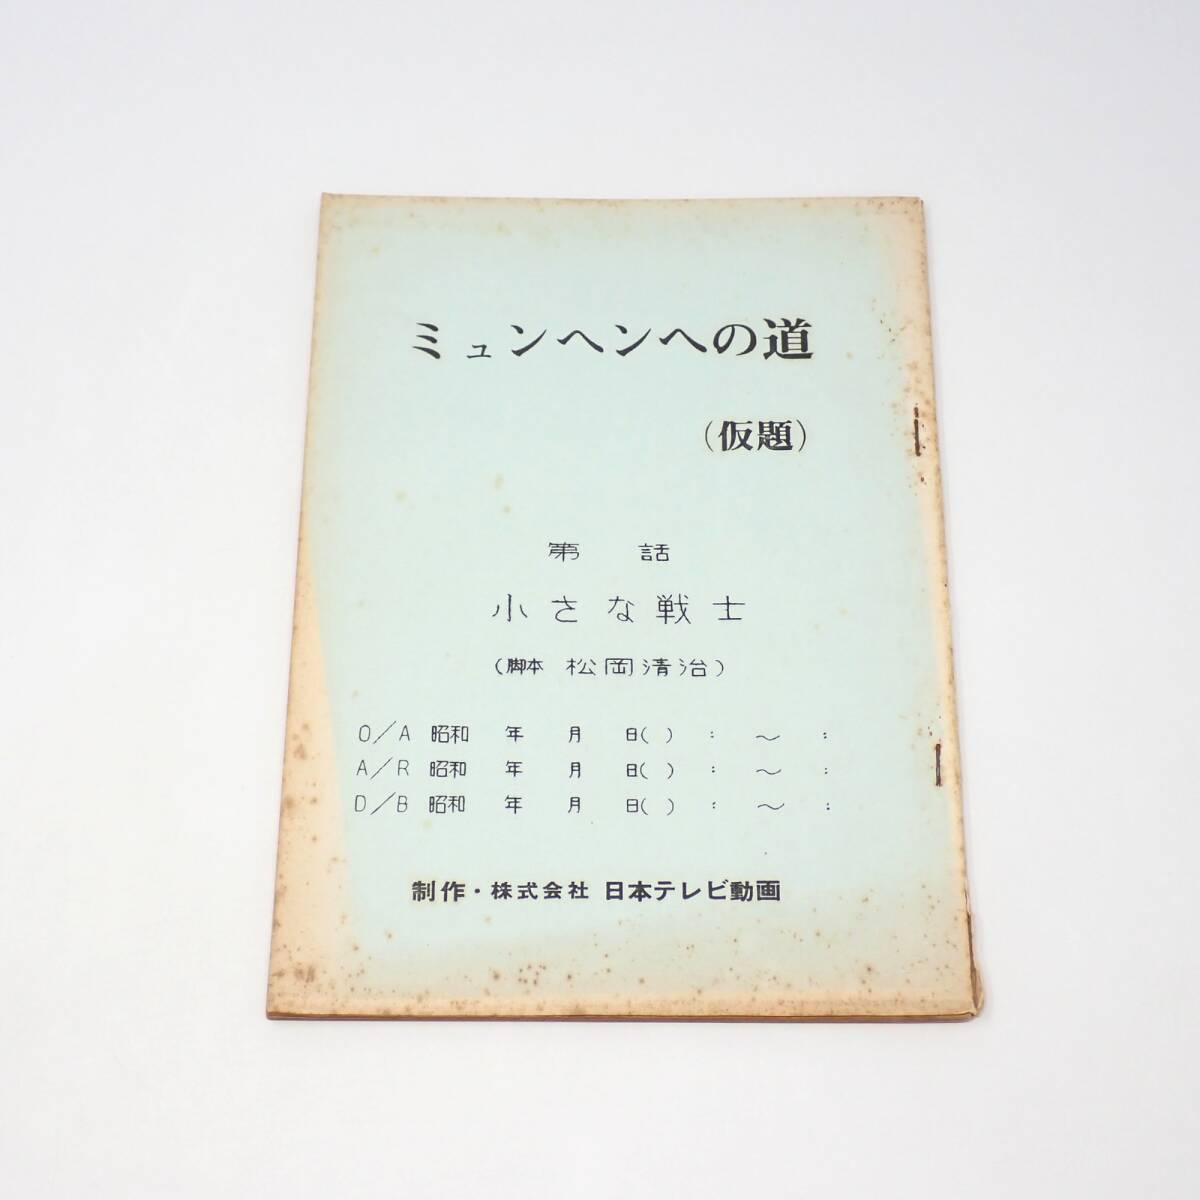 ミュンヘンへの道
(仮題)
第　話
小さな戦士
(脚本 松岡清治)
O/A 昭和　年　月　日( )　:　～　:
A/R 昭和　年　月　日( )　:　～　:
D/B 昭和　年　月　日( )　:　～　:
制作・株式会社 日本テレビ動画